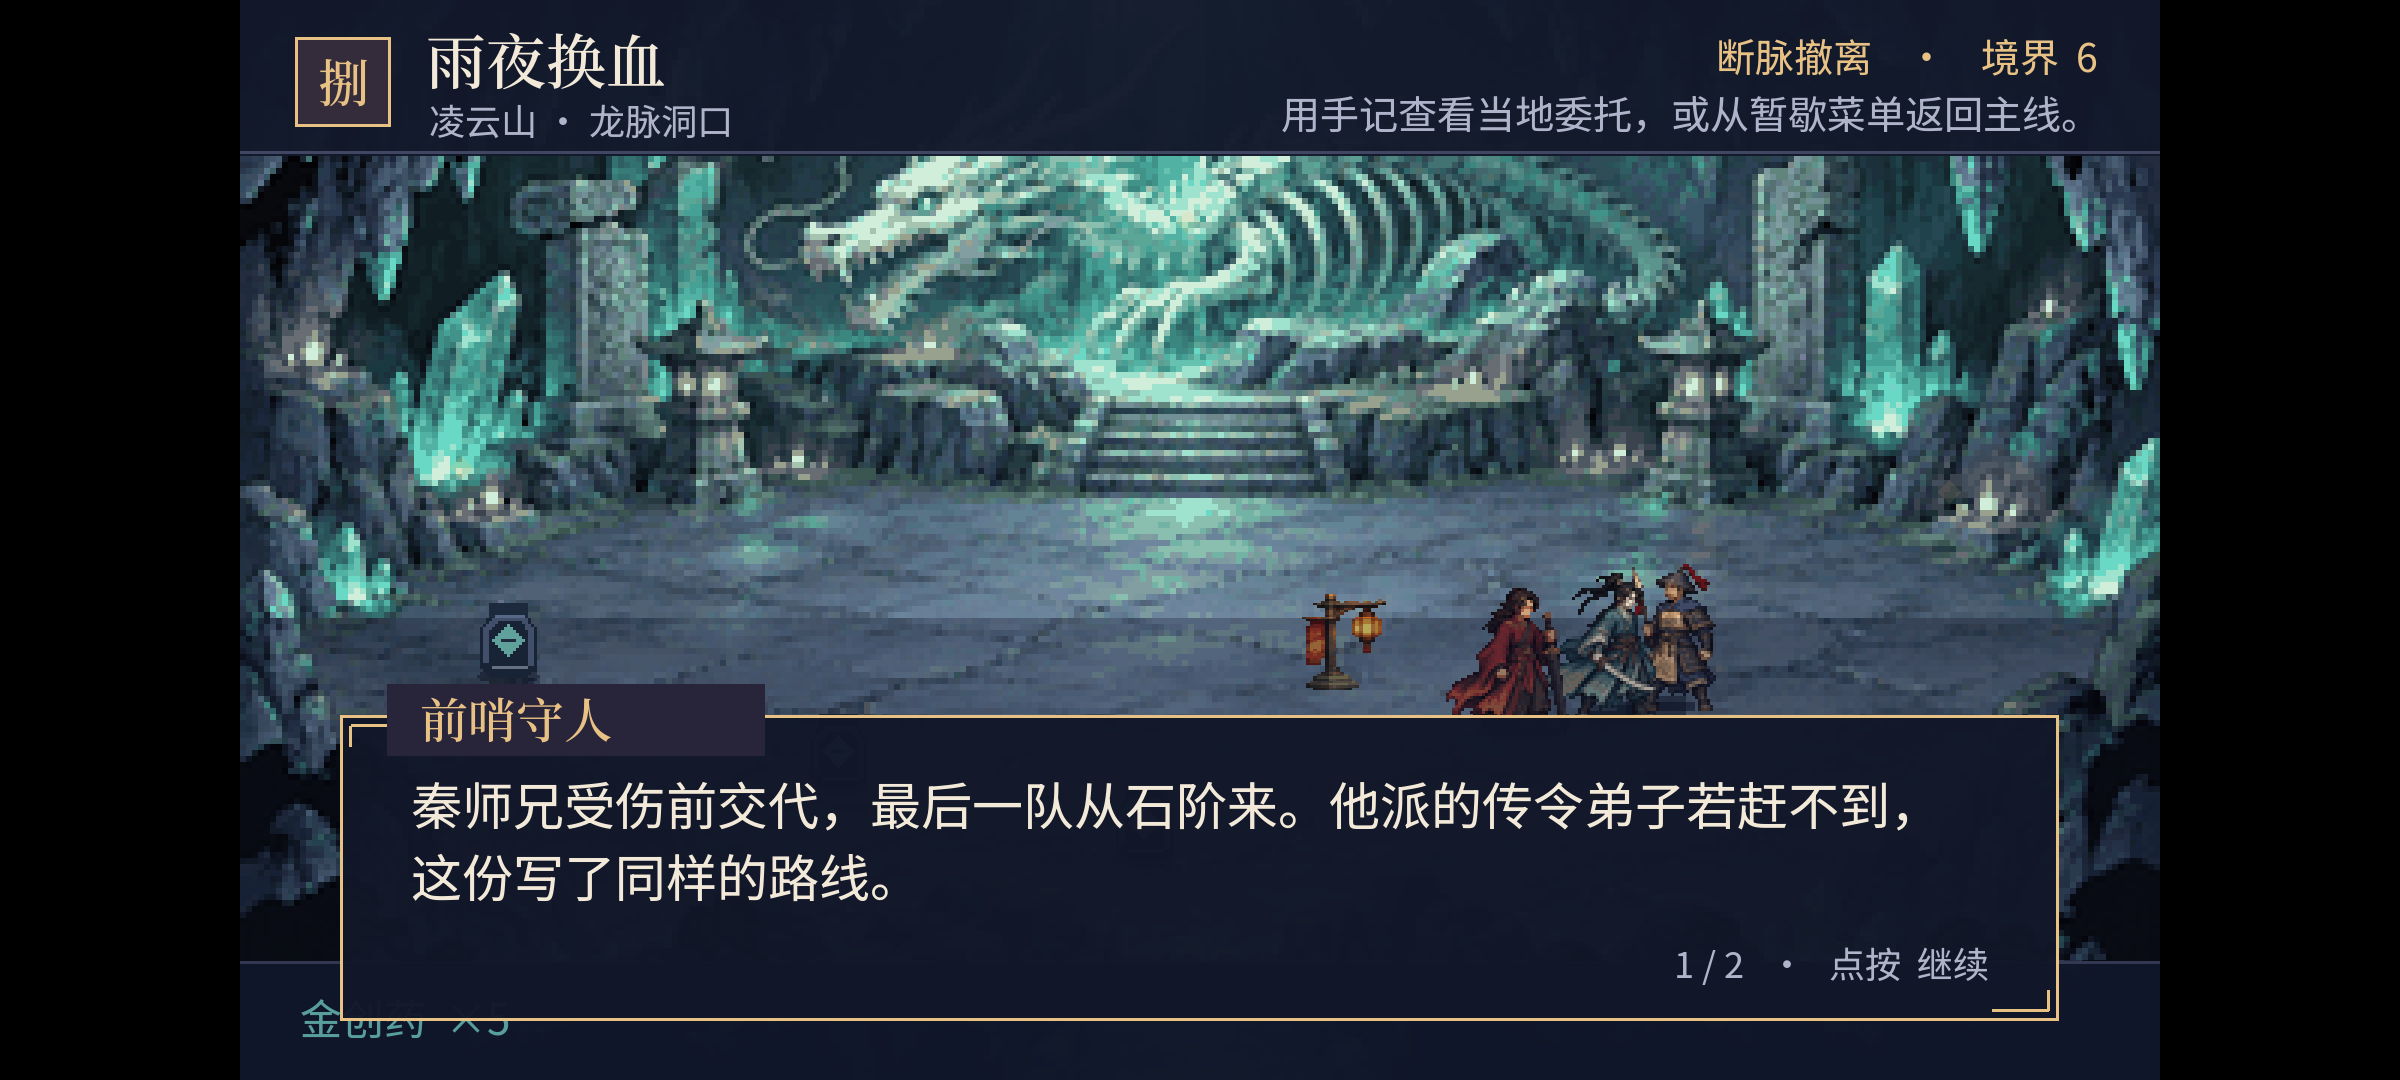 捌
雨夜换血
凌云山 · 龙脉洞口
断脉撤离 · 境界 6
用手记查看当地委托，或从暂歇菜单返回主线。
前哨守人
秦师兄受伤前交代，最后一队从石阶来。他派的传令弟子若赶不到，
这份写了同样的路线。
1/2 · 点按 继续
金创药 ×5